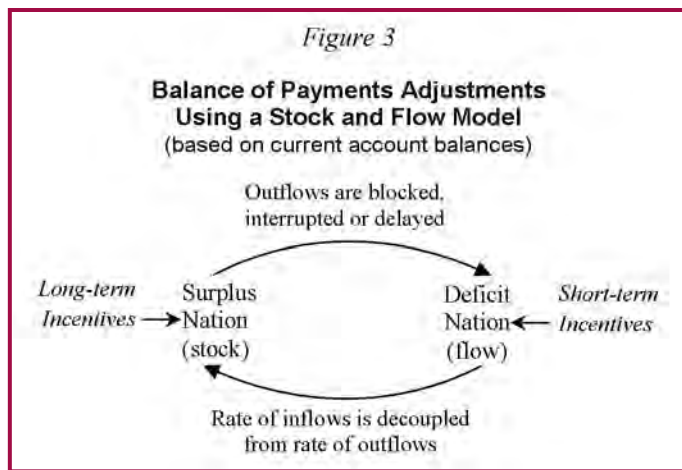 Figure 3
Balance of Payments Adjustments
Using a Stock and Flow Model
(based on current account balances)
Outflows are blocked,
interrupted or delayed
Long-term
Incentives
Surplus
Nation
(stock)
Deficit
Nation
(flow)
Short-term
Incentives
Rate of inflows is decoupled
from rate of outflows